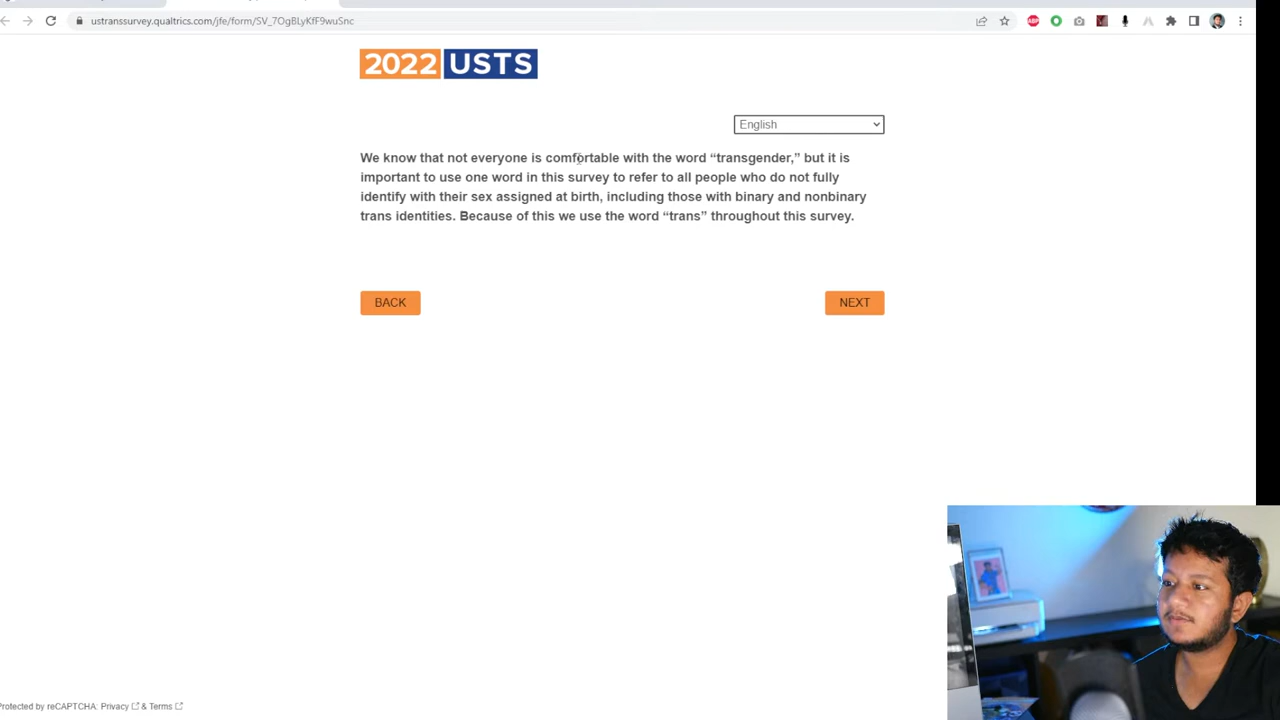 ustranssurvey.qualtrics.com/jfe/form/SV_7OgBLyKfF9wuSnc
2022 USTS
English
We know that not everyone is comfortable with the word “transgender,” but it is
important to use one word in this survey to refer to all people who do not fully
identify with their sex assigned at birth, including those with binary and nonbinary
trans identities. Because of this we use the word “trans” throughout this survey.
BACK
NEXT
Protected by reCAPTCHA: Privacy & Terms